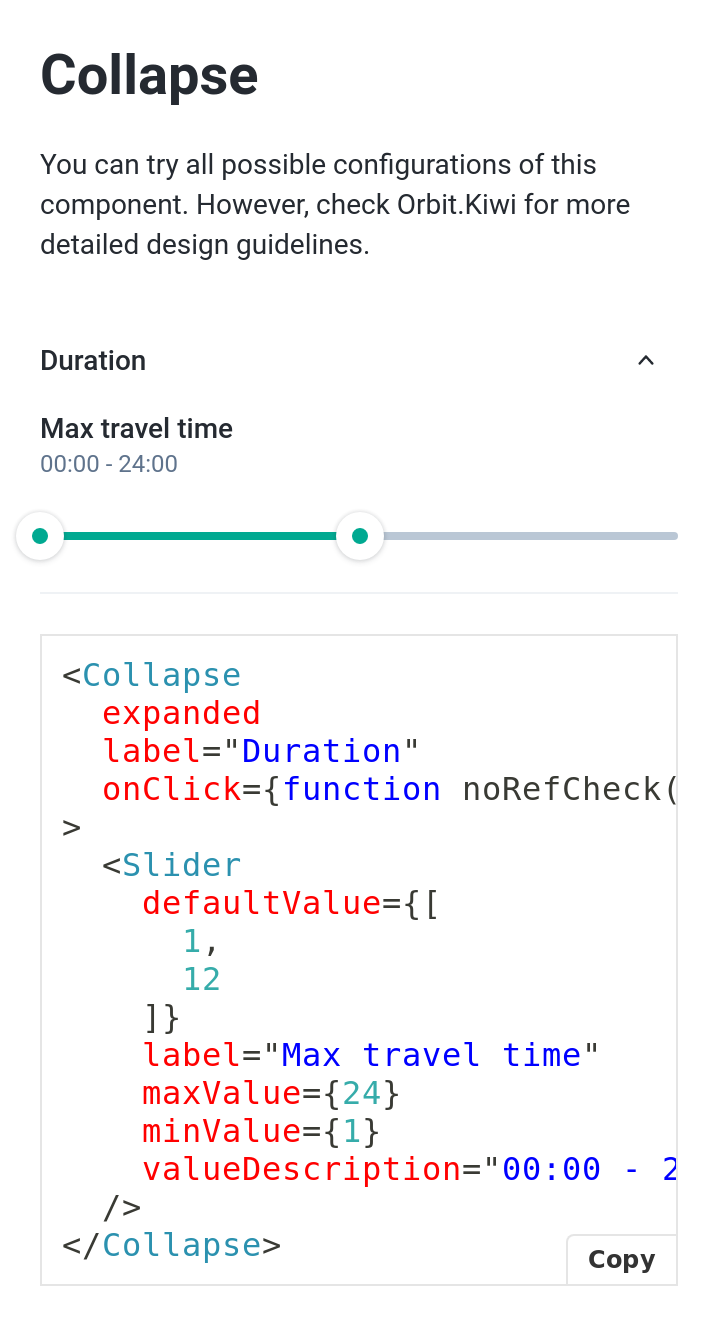 Collapse
You can try all possible configurations of this
component. However, check Orbit.Kiwi for more
detailed design guidelines.
Duration
Max travel time
00:00 - 24:00
<Collapse
  expanded
  label="Duration"
  onClick={function noRefCheck(
>
  <Slider
    defaultValue={[
      1,
      12
    ]}
    label="Max travel time"
    maxValue={24}
    minValue={1}
    valueDescription="00:00 - 2
  />
</Collapse>
Copy